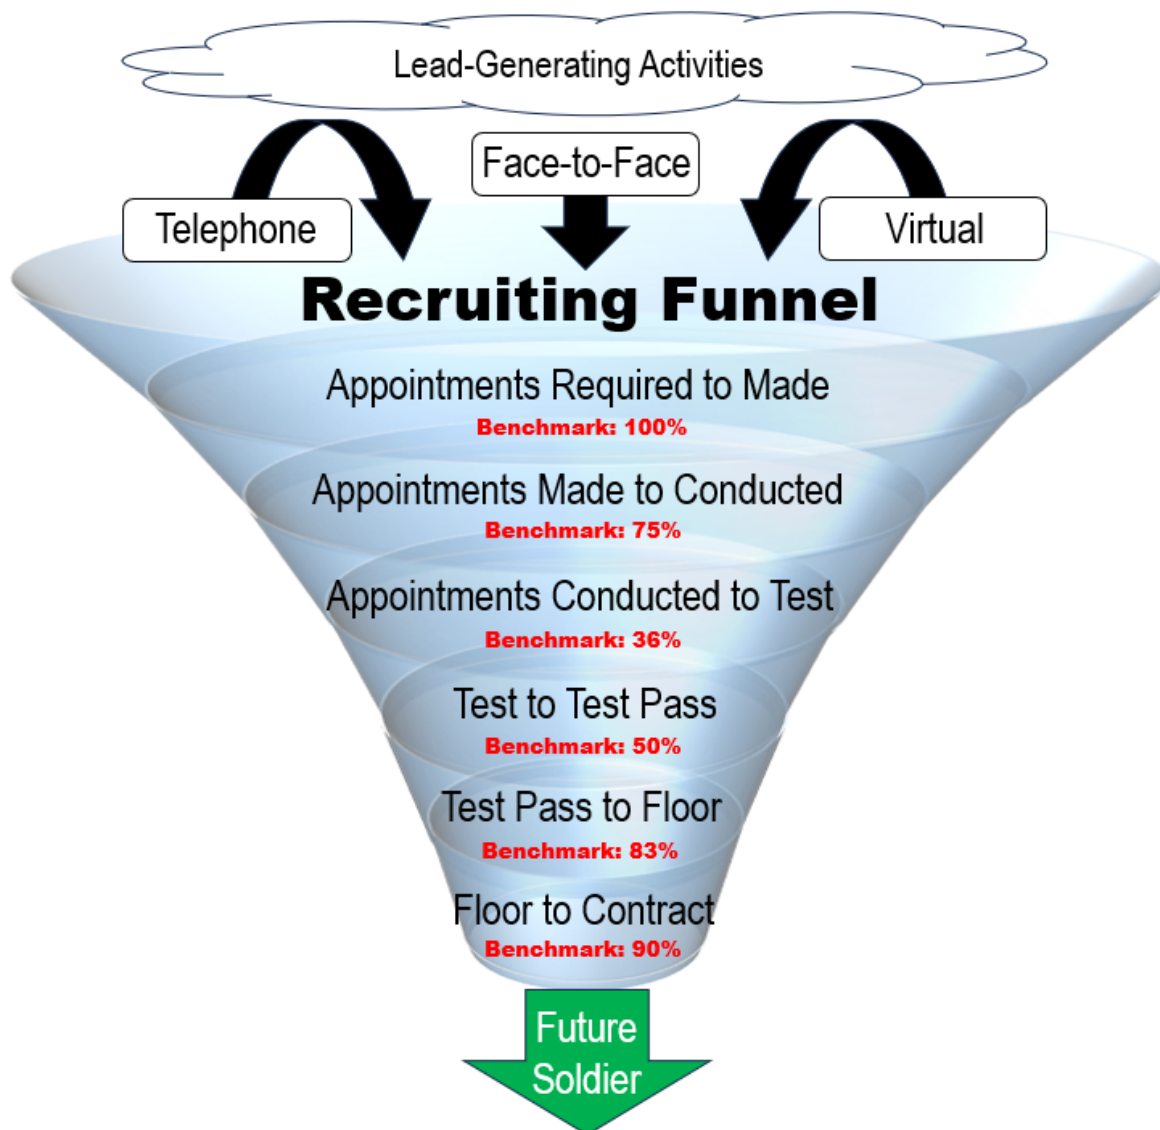 Lead-Generating Activities
Face-to-Face
Telephone
Virtual
Recruiting Funnel
Appointments Required to Made
Benchmark: 100%
Appointments Made to Conducted
Benchmark: 75%
Appointments Conducted to Test
Benchmark: 36%
Test to Test Pass
Benchmark: 50%
Test Pass to Floor
Benchmark: 83%
Floor to Contract
Benchmark: 90%
Future
Soldier